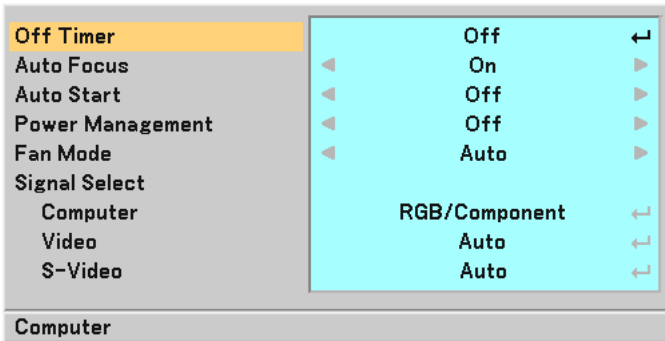 Off Timer Off
Auto Focus On
Auto Start Off
Power Management Off
Fan Mode Auto
Signal Select
Computer RGB/Component
Video Auto
S-Video Auto
Computer